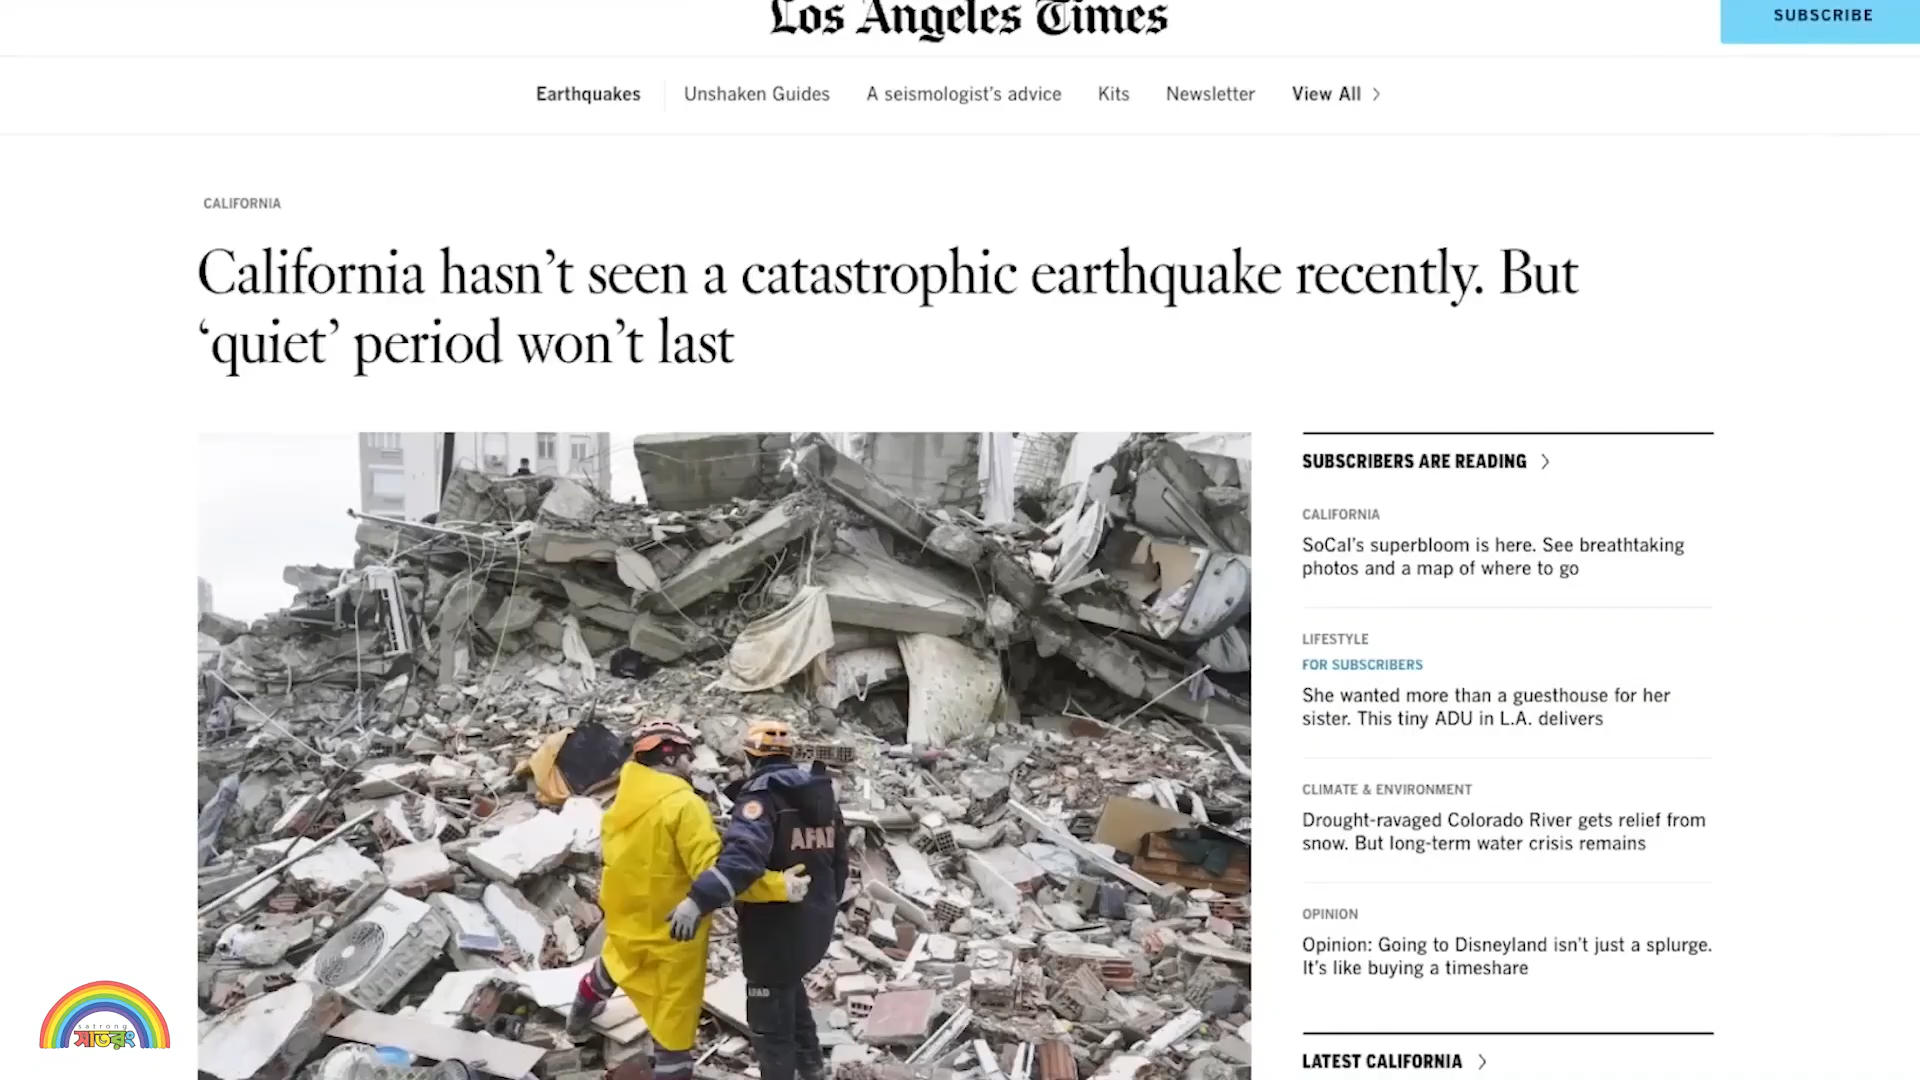 Los Angeles Times
SUBSCRIBE
Earthquakes
Unshaken Guides
A seismologist's advice
Kits
Newsletter
View All
CALIFORNIA
California hasn't seen a catastrophic earthquake recently. But
‘quiet’ period won't last
SUBSCRIBERS ARE READING
CALIFORNIA
SoCal's superbloom is here. See breathtaking
photos and a map of where to go
LIFESTYLE
FOR SUBSCRIBERS
She wanted more than a guesthouse for her
sister. This tiny ADU in L.A. delivers
CLIMATE & ENVIRONMENT
Drought-ravaged Colorado River gets relief from
snow. But long-term water crisis remains
OPINION
Opinion: Going to Disneyland isn't just a splurge.
It's like buying a timeshare
LATEST CALIFORNIA
AFAD
AFAD
satrong
সাতরং